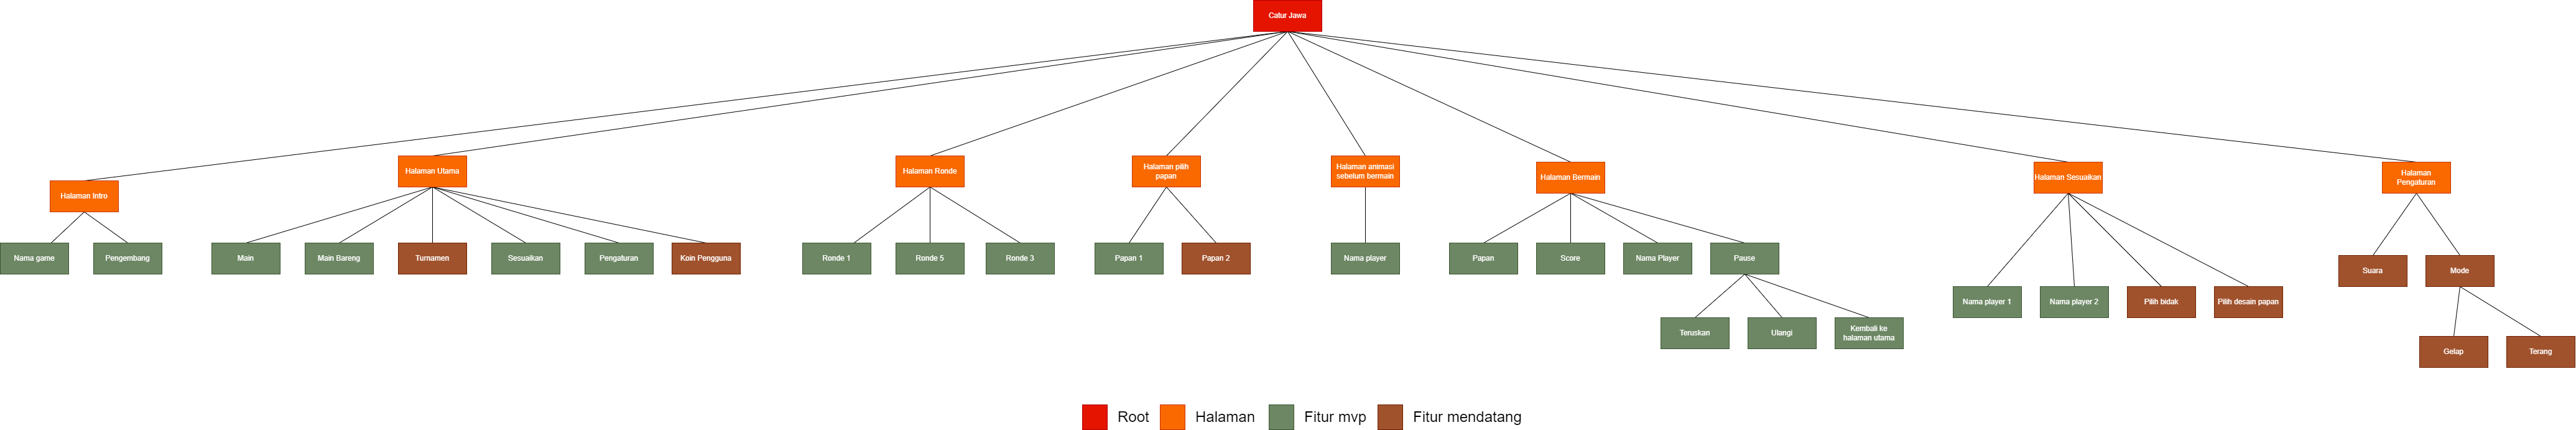 Catur Jawa
Halaman Intro
Halaman Utama
Halaman Ronde
Halaman pilih
papan
Halaman animasi
sebelum bermain
Halaman Bermain
Halaman Sesuaikan
Halaman
Pengaturan
Nama game
Pengembang
Main
Main Bareng
Turnamen
Sesuaikan
Pengaturan
Koin Pengguna
Ronde 1
Ronde 5
Ronde 3
Papan 1
Papan 2
Nama player
Papan
Score
Nama Player
Pause
Teruskan
Ulangi
Kembali ke
halaman utama
Nama player 1
Nama player 2
Pilih bidak
Pilih desain papan
Suara
Mode
Gelap
Terang
Root
Halaman
Fitur mvp
Fitur mendatang